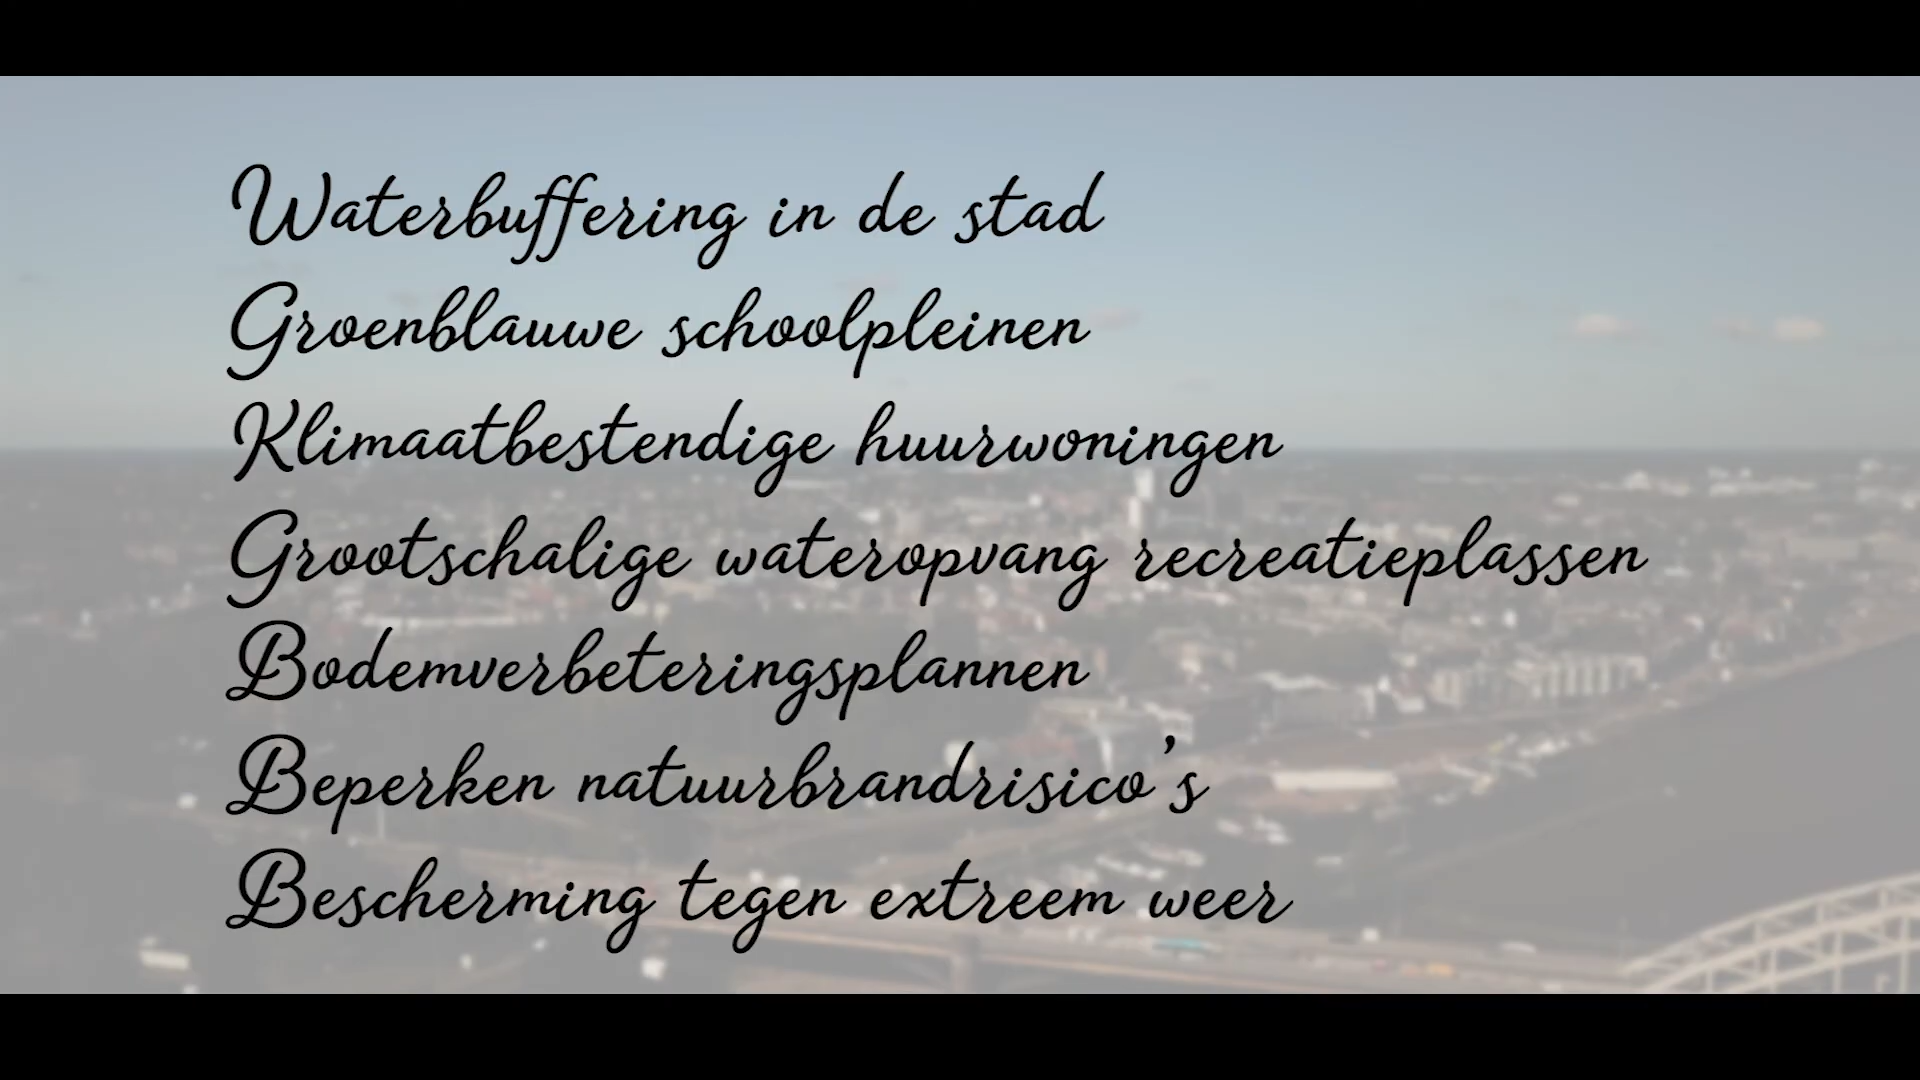 Waterbuffering in de stad
Groenblauwe schoolpleinen
Klimaatbestendige huurwoningen
Grootschalige wateropvang recreatieplassen
Bodemverbeteringsplannen
Beperken natuurbrandrisico's
Bescherming tegen extreem weer